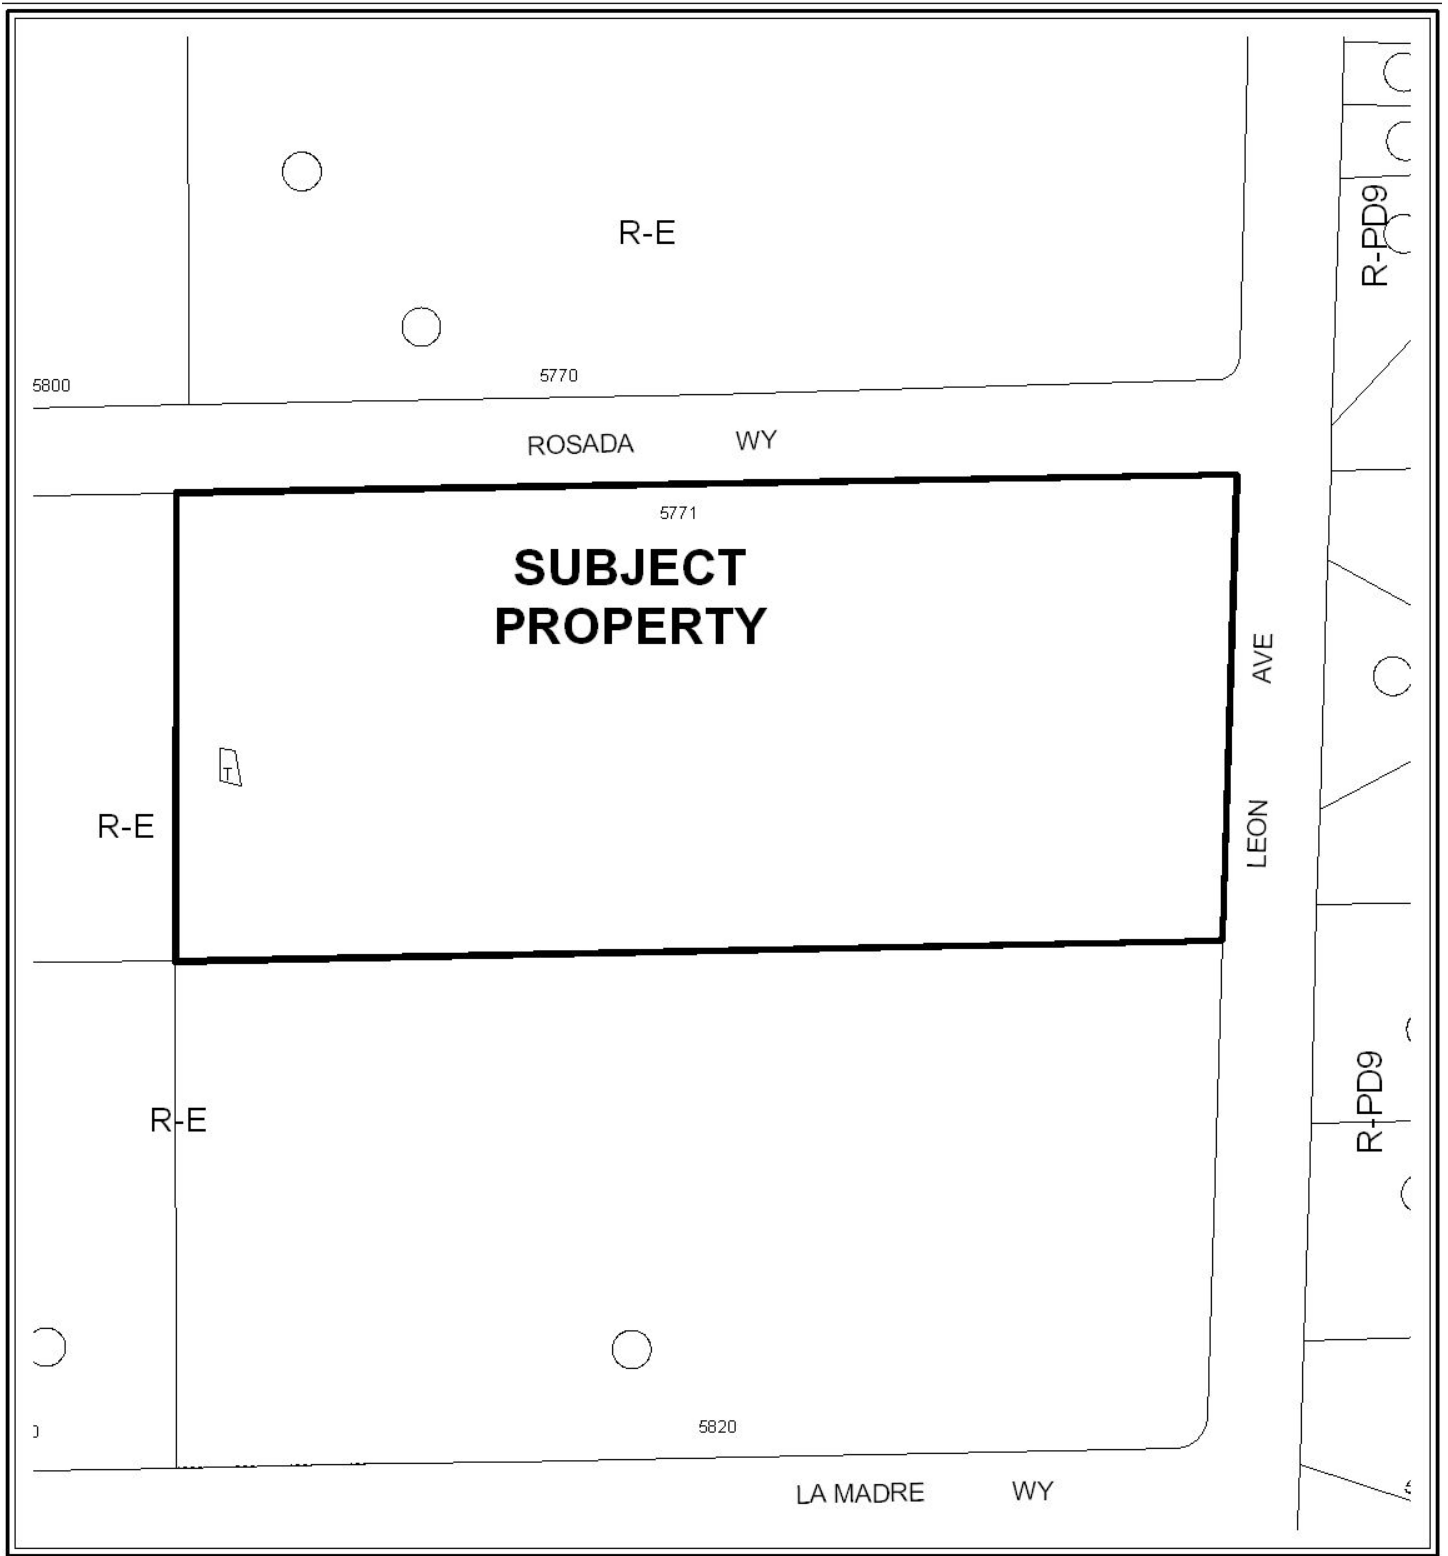 R-E
R-PD9
5800
5770
ROSADA WY
5771
SUBJECT
PROPERTY
LEON AVE
T
R-E
R-E
R-PD9
5820
LA MADRE WY